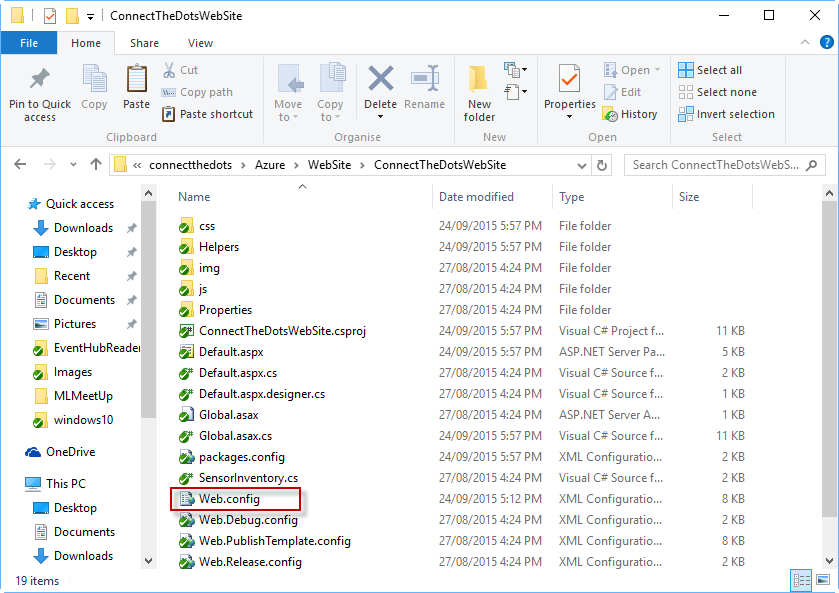 ConnectTheDotsWebSite
File Home Share View
Pin to Quick access
Copy
Paste
Cut
Copy path
Paste shortcut
Clipboard
Move to
Copy to
Delete
Rename
Organise
New folder
New
Properties
Open
Edit
History
Open
Select all
Select none
Invert selection
Select
« connectthedots > Azure > WebSite > ConnectTheDotsWebSite
Search ConnectTheDotsWebS...
Quick access
Downloads
Desktop
Recent
Documents
Pictures
EventHubReader
Images
MLMeetUp
windows10
OneDrive
This PC
Desktop
Documents
Downloads
Name Date modified Type Size
css 24/09/2015 5:57 PM File folder
Helpers 24/09/2015 5:57 PM File folder
img 27/08/2015 4:24 PM File folder
js 27/08/2015 4:24 PM File folder
Properties 27/08/2015 4:24 PM File folder
ConnectTheDotsWebSite.csproj 24/09/2015 5:57 PM Visual C# Project f... 11 KB
Default.aspx 24/09/2015 5:57 PM ASP.NET Server Pa... 5 KB
Default.aspx.cs 27/08/2015 4:24 PM Visual C# Source f... 2 KB
Default.aspx.designer.cs 27/08/2015 4:24 PM Visual C# Source f... 1 KB
Global.asax 27/08/2015 4:24 PM ASP.NET Server A... 1 KB
Global.asax.cs 24/09/2015 5:57 PM Visual C# Source f... 11 KB
packages.config 24/09/2015 5:57 PM XML Configuratio... 2 KB
SensorInventory.cs 27/08/2015 4:24 PM Visual C# Source f... 2 KB
Web.config 24/09/2015 5:12 PM XML Configuratio... 8 KB
Web.Debug.config 27/08/2015 4:24 PM XML Configuratio... 2 KB
Web.PublishTemplate.config 27/08/2015 4:24 PM XML Configuratio... 8 KB
Web.Release.config 27/08/2015 4:24 PM XML Configuratio... 2 KB
19 items